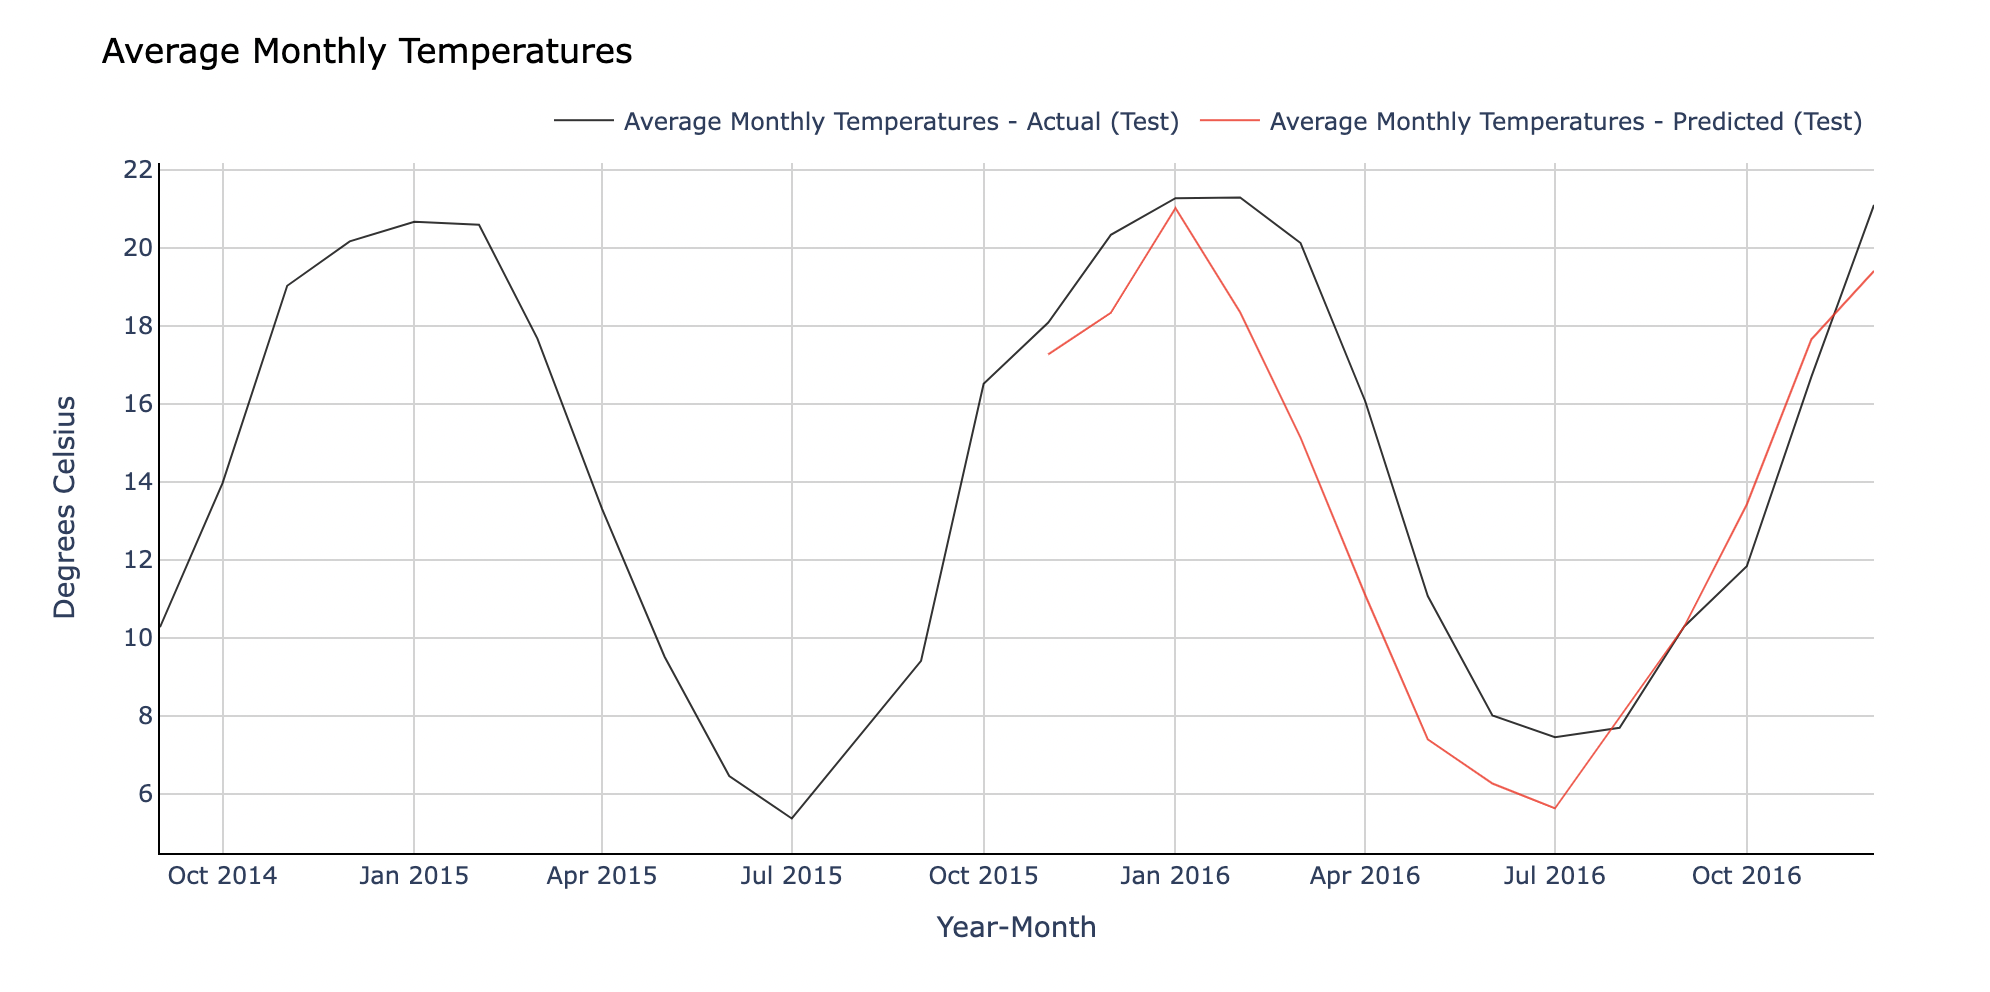 Average Monthly Temperatures
Average Monthly Temperatures - Actual (Test)
Average Monthly Temperatures - Predicted (Test)
22
20
18
16
14
12
10
8
6
Degrees Celsius
Oct 2014
Jan 2015
Apr 2015
Jul 2015
Oct 2015
Jan 2016
Apr 2016
Jul 2016
Oct 2016
Year-Month